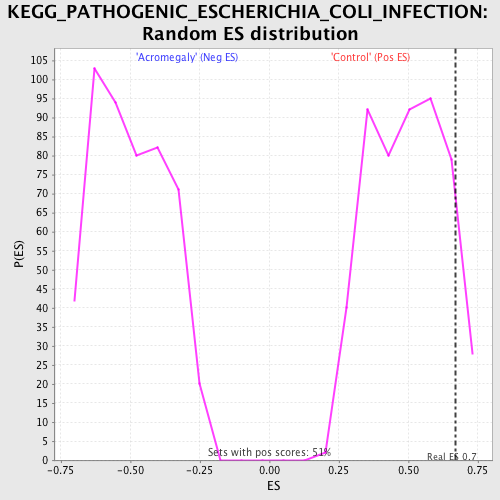 KEGG_PATHOGENIC_ESCHERICHIA_COLI_INFECTION:
Random ES distribution
'Acromegaly' (Neg ES) 'Control' (Pos ES)
105
100
95
90
85
80
75
70
65
60
55
50
45
40
35
30
25
20
15
10
5
0
P(ES)
Sets with pos scores: 51%
Real ES 0.7
-0.75 -0.50 -0.25 0.00 0.25 0.50 0.75
ES